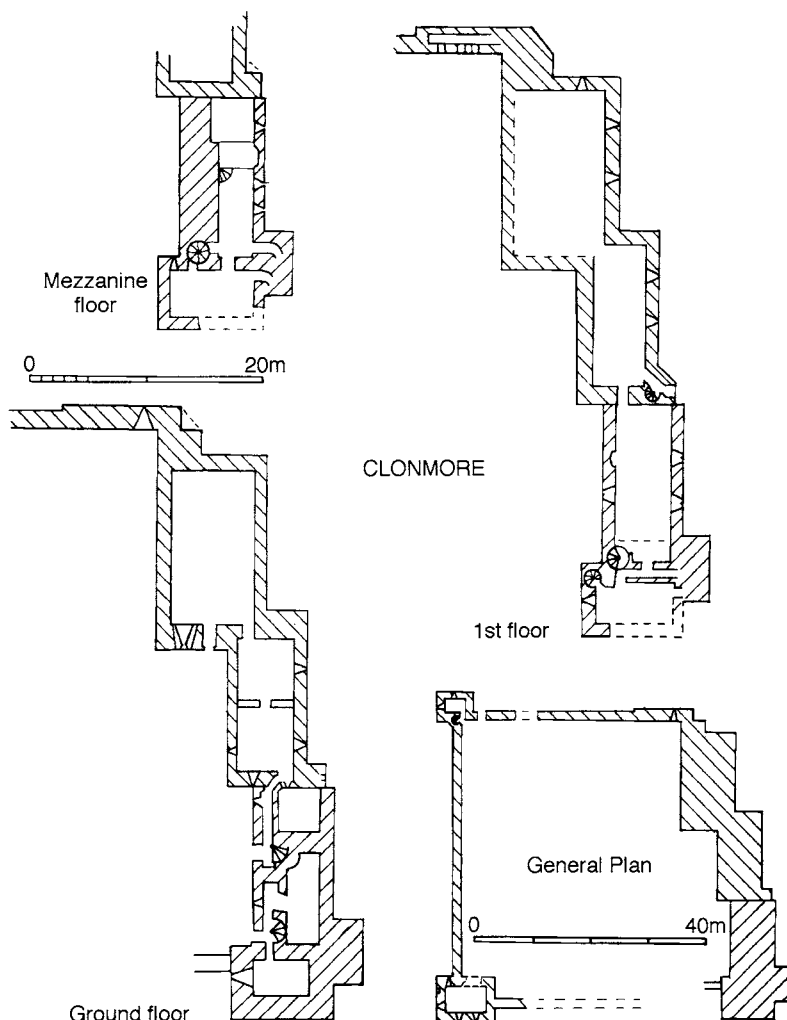 Mezzanine
floor
0 20m
CLONMORE
1st floor
General Plan
0 40m
Ground floor